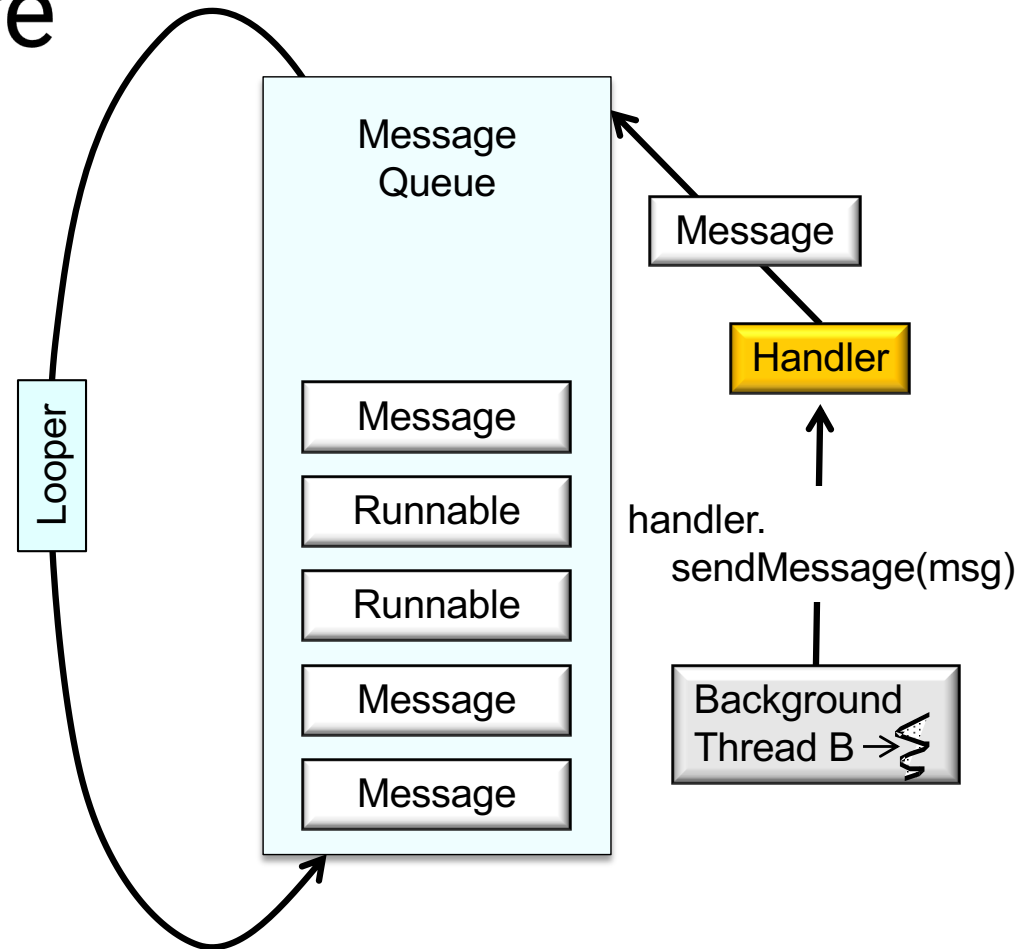 Message
Queue
Message
Handler
Looper
Message
Runnable
Runnable
Message
Message
handler.
sendMessage(msg)
Background
Thread B